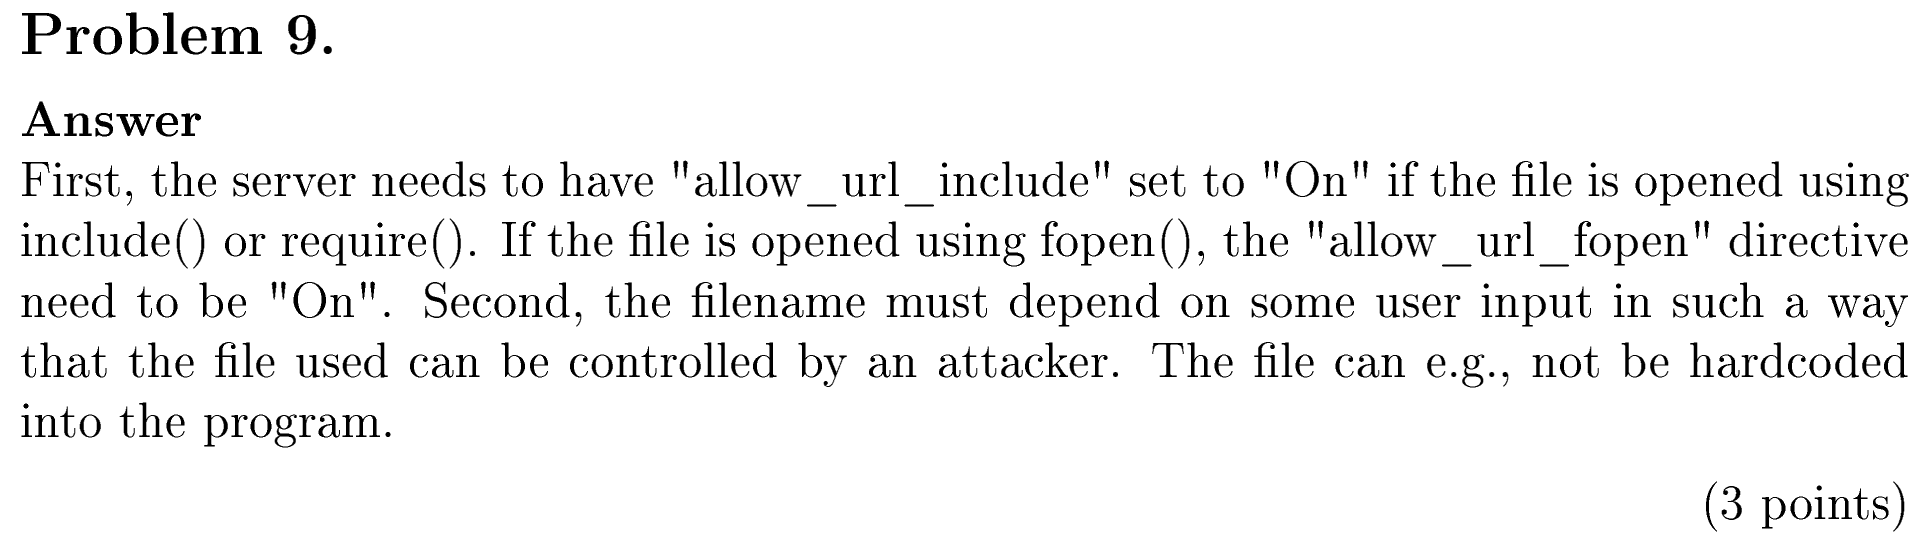 Problem 9.
Answer
First, the server needs to have "allow_url_include" set to "On" if the file is opened using
include() or require(). If the file is opened using fopen(), the "allow_url_fopen" directive
need to be "On". Second, the filename must depend on some user input in such a way
that the file used can be controlled by an attacker. The file can e.g., not be hardcoded
into the program.
(3 points)